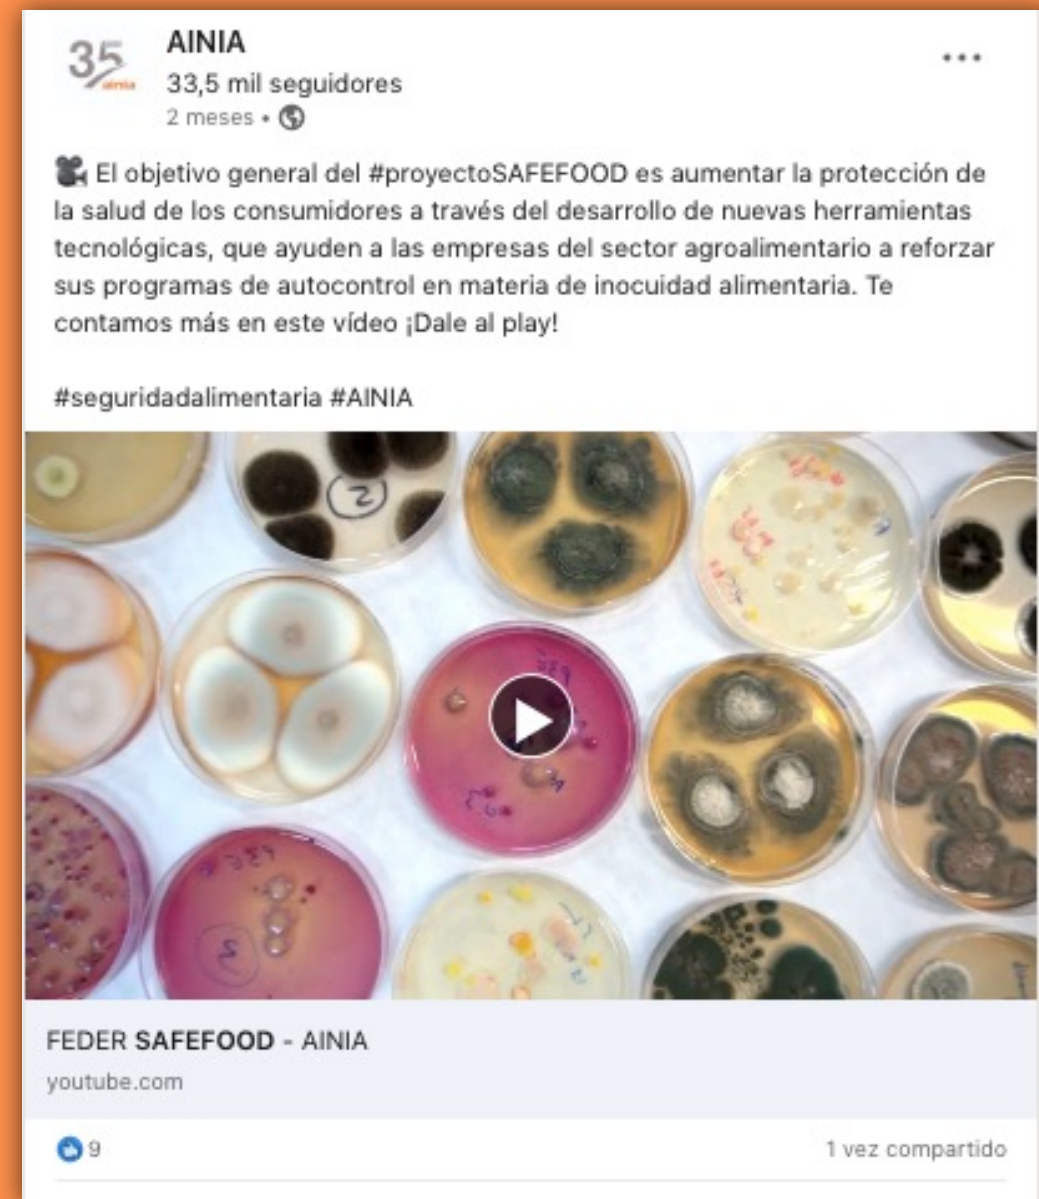 35
ainia
AINIA
33,5 mil seguidores
2 meses •
El objetivo general del #proyectoSAFEFOOD es aumentar la protección de
la salud de los consumidores a través del desarrollo de nuevas herramientas
tecnológicas, que ayuden a las empresas del sector agroalimentario a reforzar
sus programas de autocontrol en materia de inocuidad alimentaria. Te
contamos más en este vídeo ¡Dale al play!
#seguridadalimentaria #AINIA
FEDER SAFEFOOD - AINIA
youtube.com
9
1 vez compartido